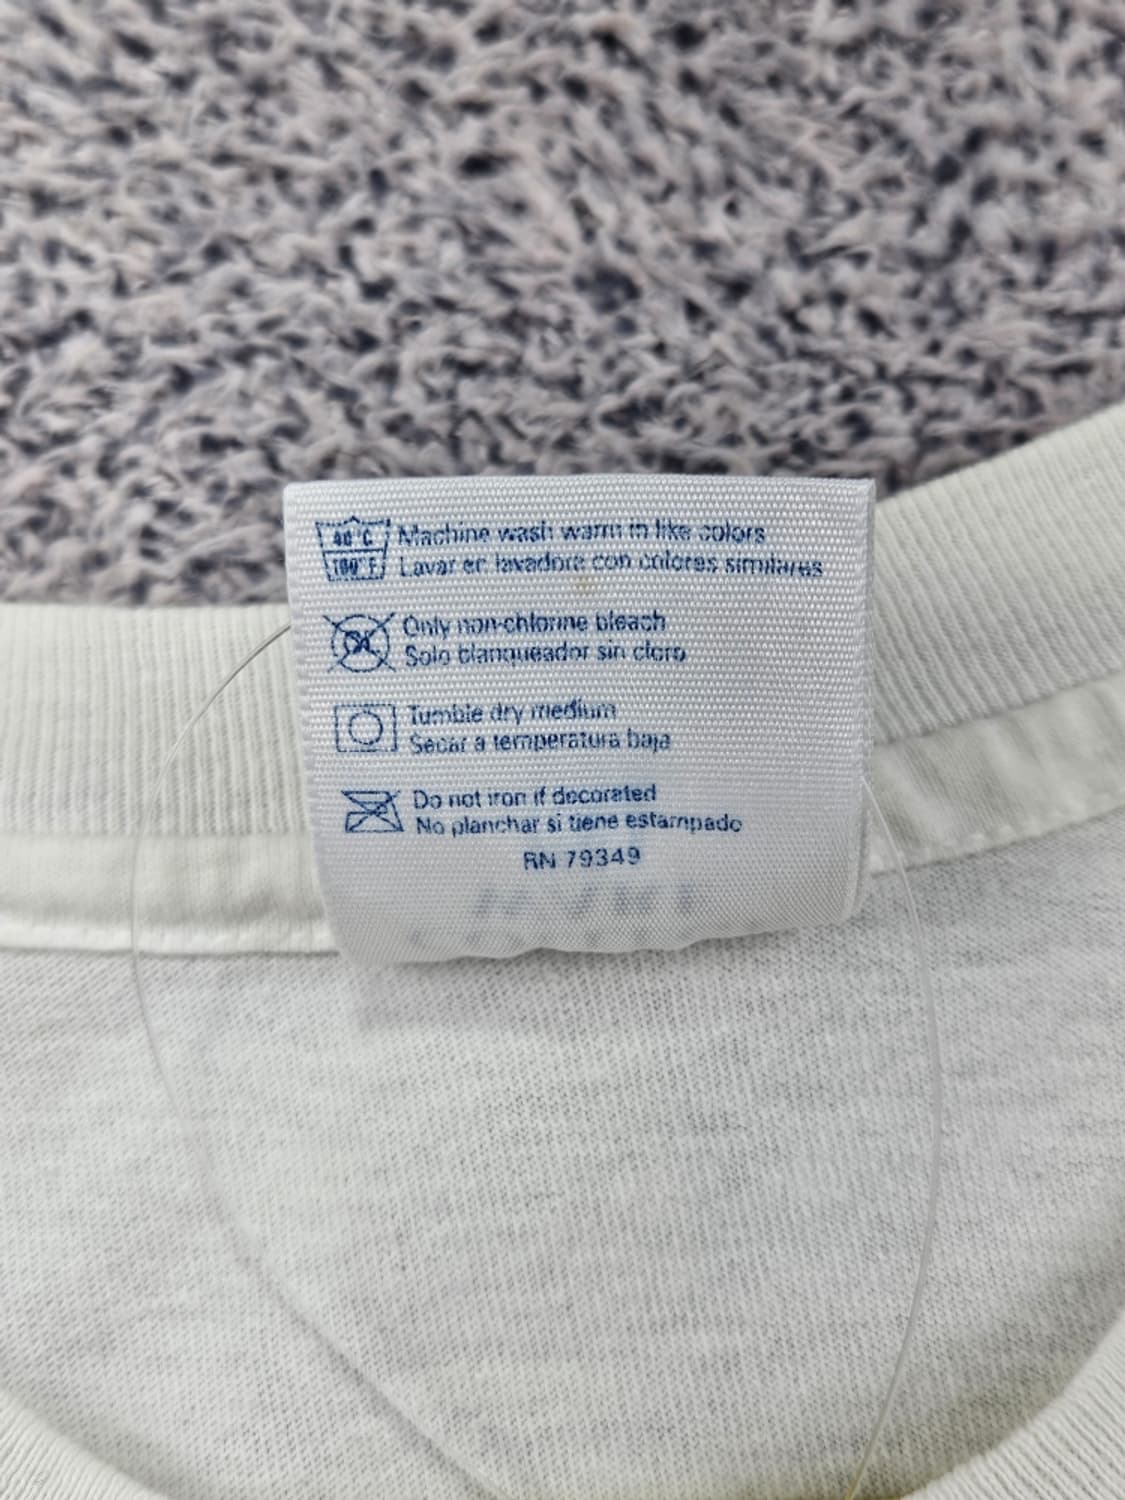 40°C
100°F
Machine wash warm in like colors
Lavar en lavadora con colores similares
CL
Only non-chlorine bleach
Solo blanqueador sin cloro
Tumble dry medium
Secar a temperatura baja
Do not iron if decorated
No planchar si tiene estampado
RN 79349